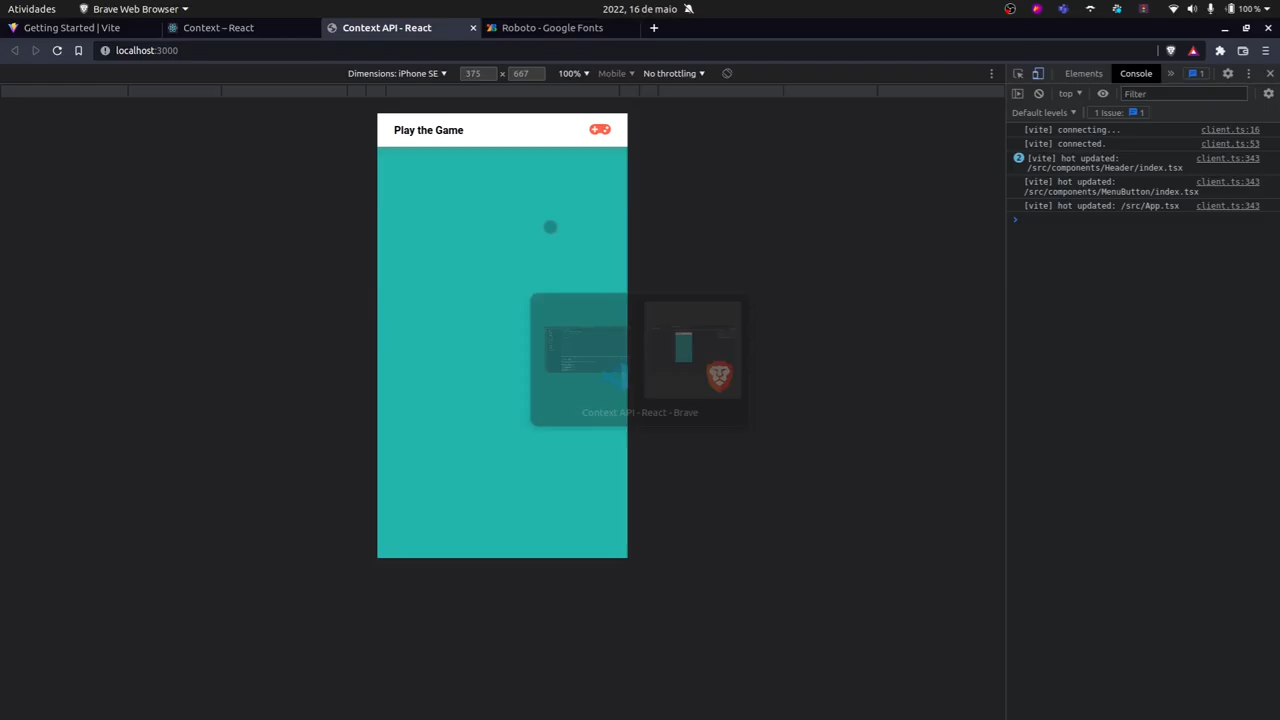 Atividades
Brave Web Browser
2022, 16 de maio
100 %
Getting Started | Vite
Context – React
Context API - React
Roboto - Google Fonts
localhost:3000
Dimensions: iPhone SE
375
x
667
100%
Mobile
No throttling
Elements
Console
1
top
Filter
Default levels
1 Issue:
1
[vite] connecting...
client.ts:16
[vite] connected.
client.ts:53
2
[vite] hot updated:
client.ts:343
/src/components/Header/index.tsx
[vite] hot updated:
client.ts:343
/src/components/MenuButton/index.tsx
[vite] hot updated: /src/App.tsx
client.ts:343
Play the Game
Context API - React - Brave